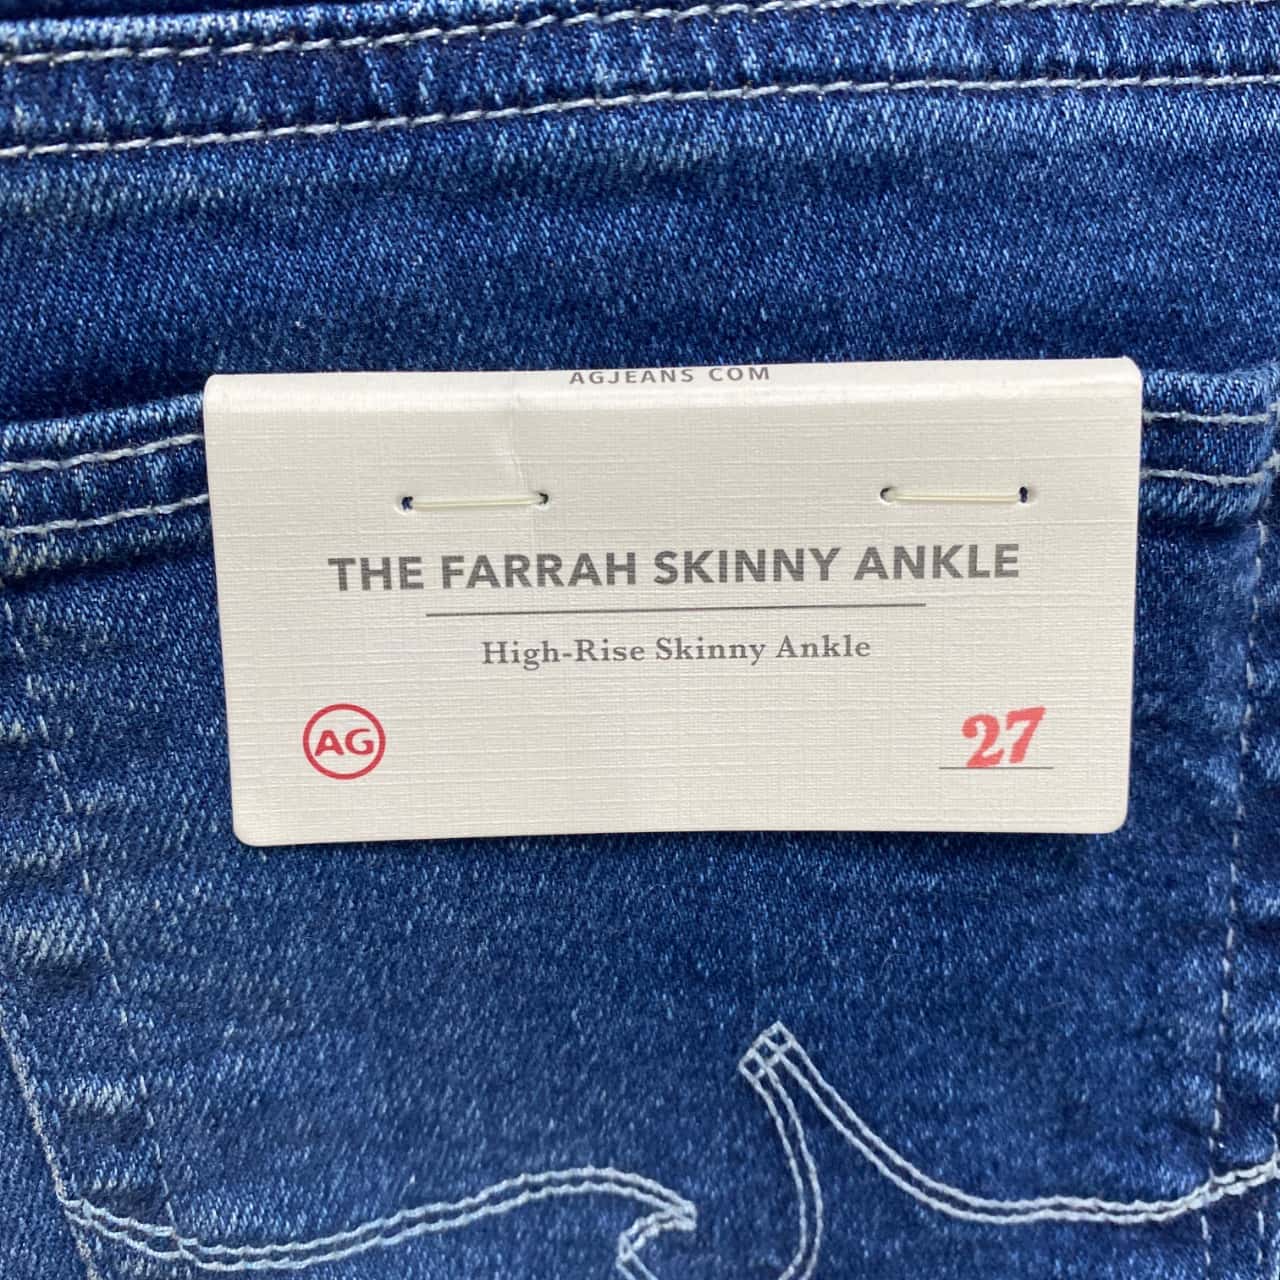 AGJEANS COM
THE FARRAH SKINNY ANKLE
High-Rise Skinny Ankle
AG
27